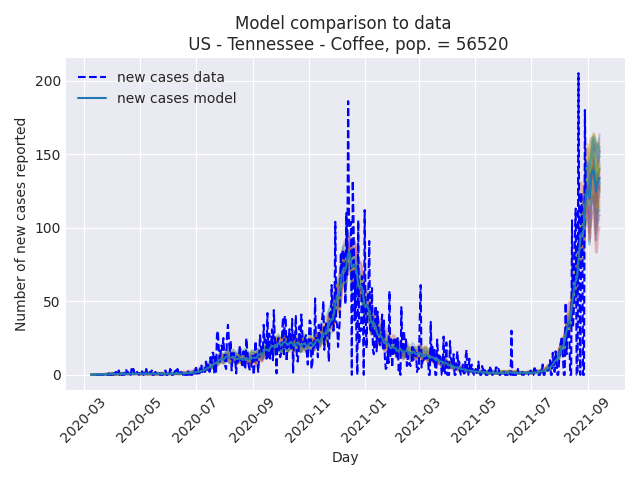 Model comparison to data
US - Tennessee - Coffee, pop. = 56520
new cases data
new cases model
Number of new cases reported
200
150
100
50
0
2020-03
2020-05
2020-07
2020-09
2020-11
2021-01
2021-03
2021-05
2021-07
2021-09
Day